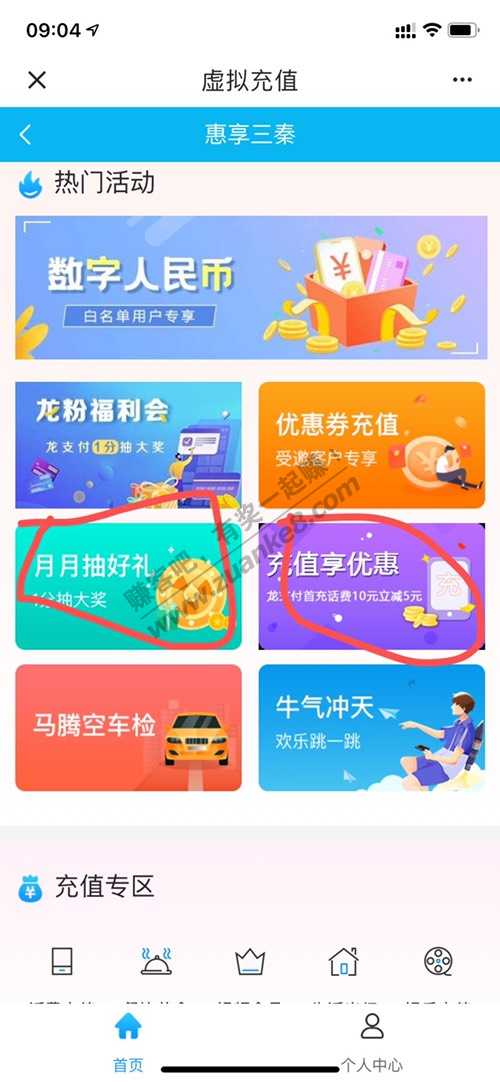 09:04
虚拟充值
惠享三秦
热门活动
数字人民币
白名单用户专享
龙粉福利会
龙支付1分抽大奖
优惠券充值
受邀客户专享
月月抽好礼
1分抽大奖
充值享优惠
龙支付首充话费10元立减5元
充
赚客吧，有奖一起赚！
www.zuanke8.com
马腾空车检
牛气冲天
欢乐跳一跳
充值专区
首页
个人中心